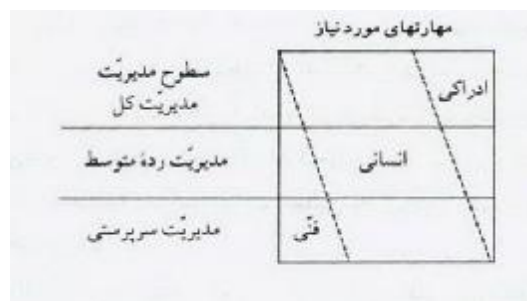 مهارتهای مورد نیاز
سطوح مدیریّت
مدیریّت کل
ادراکی
مدیریّت ردهٔ متوسط
انسانی
مدیریّت سرپرستی
فنّی